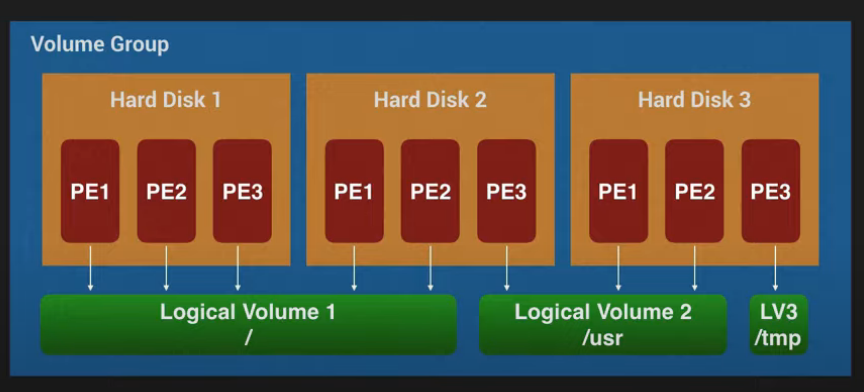 Volume Group
Hard Disk 1
Hard Disk 2
Hard Disk 3
PE1
PE2
PE3
PE1
PE2
PE3
PE1
PE2
PE3
Logical Volume 1
/
Logical Volume 2
/usr
LV3
/tmp